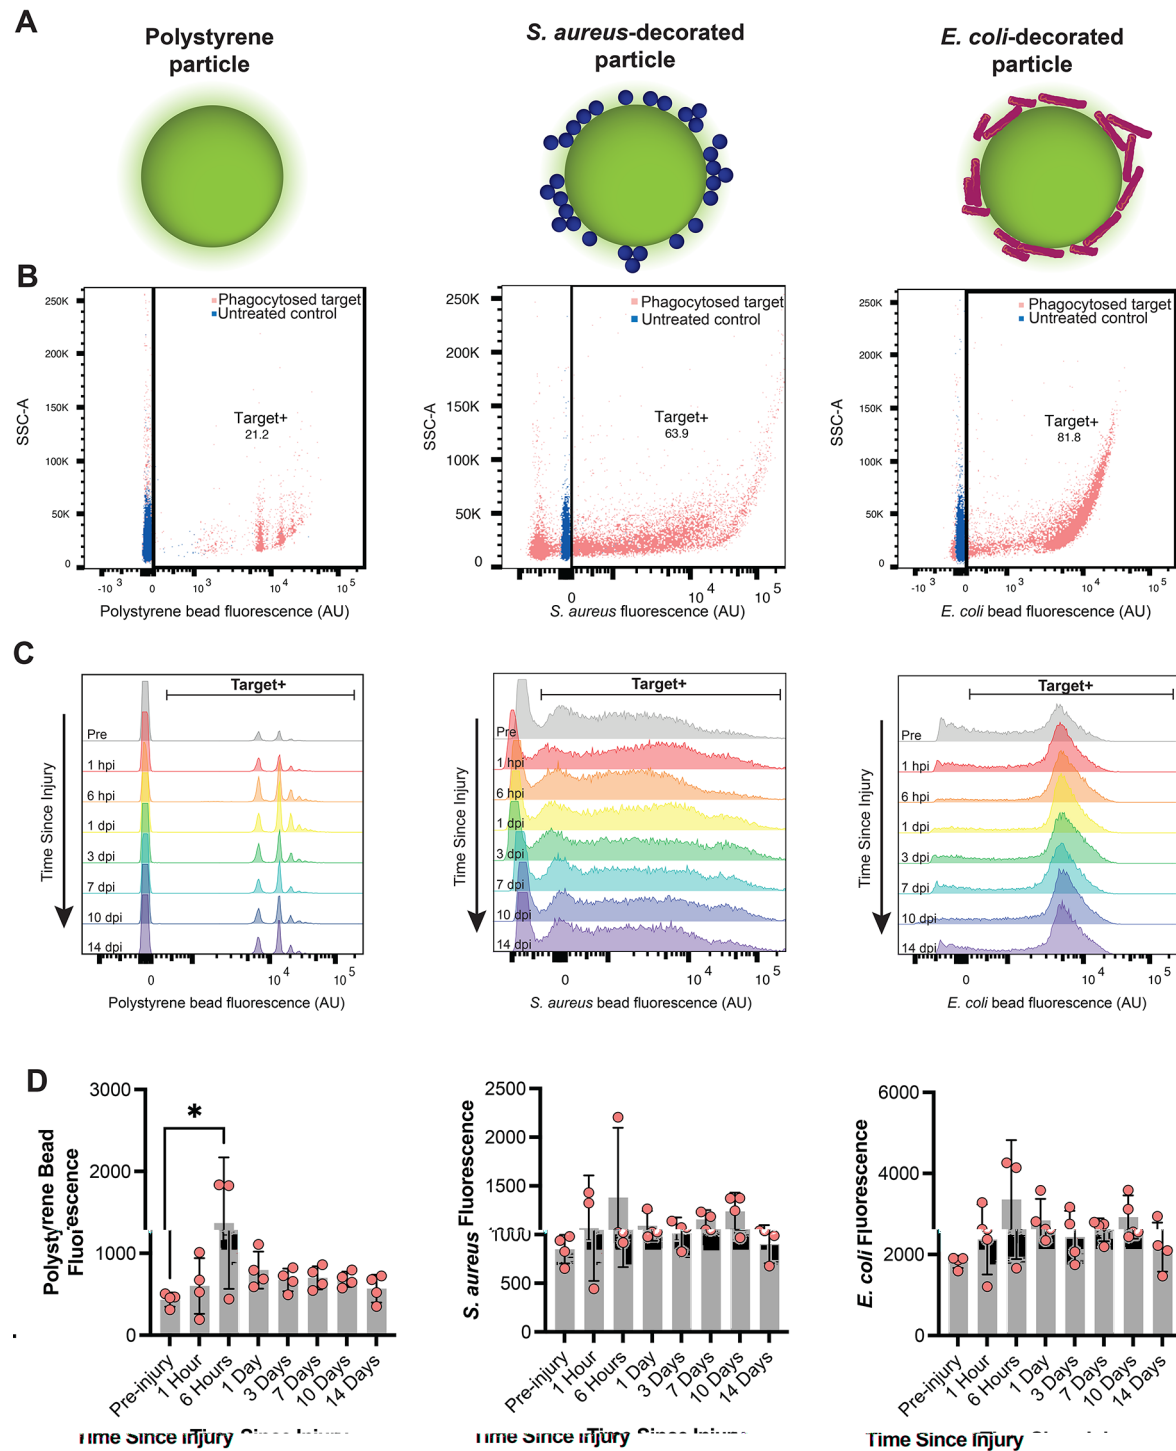 A
Polystyrene
particle
S. aureus-decorated
particle
E. coli-decorated
particle
B
250K
200K
150K
100K
50K
0
SSC-A
Phagocytosed target
Untreated control
Target+
21.2
-10 3
0
10 3
10 4
10 5
Polystyrene bead fluorescence (AU)
250K
200K
150K
100K
50K
0
SSC-A
Phagocytosed target
Untreated control
Target+
63.9
0
10 4
10 5
S. aureus fluorescence (AU)
250K
200K
150K
100K
50K
0
SSC-A
Phagocytosed target
Untreated control
Target+
81.8
-10 3
0
10 3
10 4
10 5
E. coli bead fluorescence (AU)
C
Time Since Injury
Target+
Pre
1 hpi
6 hpi
1 dpi
3 dpi
7 dpi
10 dpi
14 dpi
0
10 4
10 5
Polystyrene bead fluorescence (AU)
Time Since Injury
Target+
Pre
1 hpi
6 hpi
1 dpi
3 dpi
7 dpi
10 dpi
14 dpi
0
10 4
10 5
S. aureus bead fluorescence (AU)
Time Since Injury
Target+
Pre
1 hpi
6 hpi
1 dpi
3 dpi
7 dpi
10 dpi
14 dpi
0
10 4
10 5
E. coli bead fluorescence (AU)
D
Polystyrene Bead
Fluorescence
3000
2000
1000
0
*
Pre-injury
1 Hour
6 Hours
1 Day
3 Days
7 Days
10 Days
14 Days
Time Since Injury
S. aureus Fluorescence
2500
2000
1500
1000
500
0
Pre-injury
1 Hour
6 Hours
1 Day
3 Days
7 Days
10 Days
14 Days
Time Since Injury
E. coli Fluorescence
6000
4000
2000
0
Pre-injury
1 Hour
6 Hours
1 Day
3 Days
7 Days
10 Days
14 Days
Time Since Injury